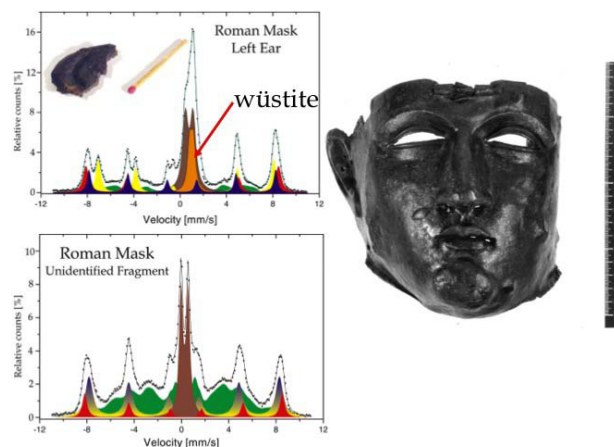 Roman Mask
Left Ear
wüstite
Relative counts [%]
16
12
8
4
0
-12 -8 -4 0 4 8 12
Velocity [mm/s]
Roman Mask
Unidentified Fragment
Relative counts [%]
10
8
6
4
2
0
-12 -8 -4 0 4 8 12
Velocity [mm/s]